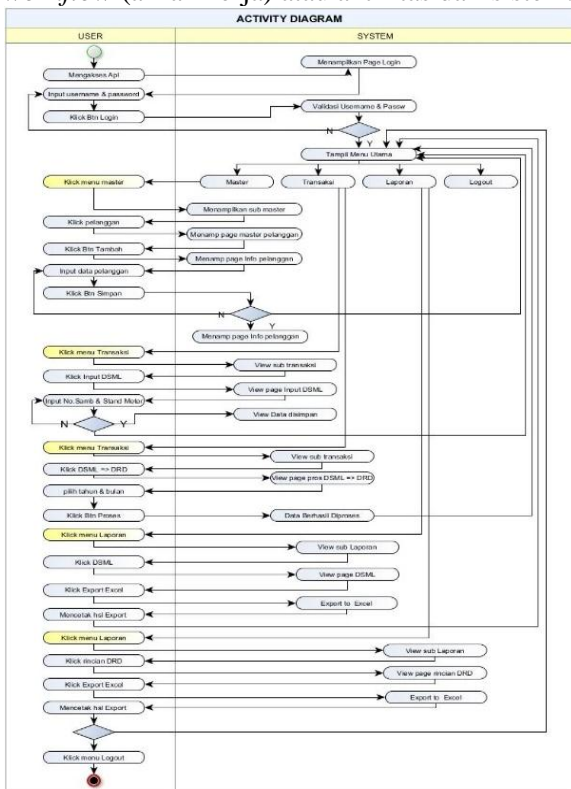 ACTIVITY DIAGRAM
USER
SYSTEM
Menampilkan Page Login
Mengakses Apl
Input username & password
Validasi Username & Passw
Klick Btn Login
N
Y
Tampil Menu Utama
Klick menu master
Master
Transaksi
Laporan
Logout
Menampilkan sub master
Klick pelanggan
Menamp page master pelanggan
Klick Btn Tambah
Menamp page Info pelanggan
Input data pelanggan
Klick Btn Simpan
N
Y
Menamp page Info pelanggan
Klick menu Transaksi
View sub transaksi
Klick Input DSML
View page Input DSML
Input No.Samb & Stand Meter
N
Y
View Data disimpan
Klick menu Transaksi
View sub transaksi
Klick DSML => DRD
View page pros DSML => DRD
pilih tahun & bulan
Klick Btn Proses
Data Berhasil Diproses
Klick menu Laporan
View sub Laporan
Klick DSML
View page DSML
Klick Export Excel
Export to Excel
Mencetak hsl Export
Klick menu Laporan
View sub Laporan
Klick rincian DRD
View page rincian DRD
Klick Export Excel
Export to Excel
Mencetak hsl Export
Klick menu Logout